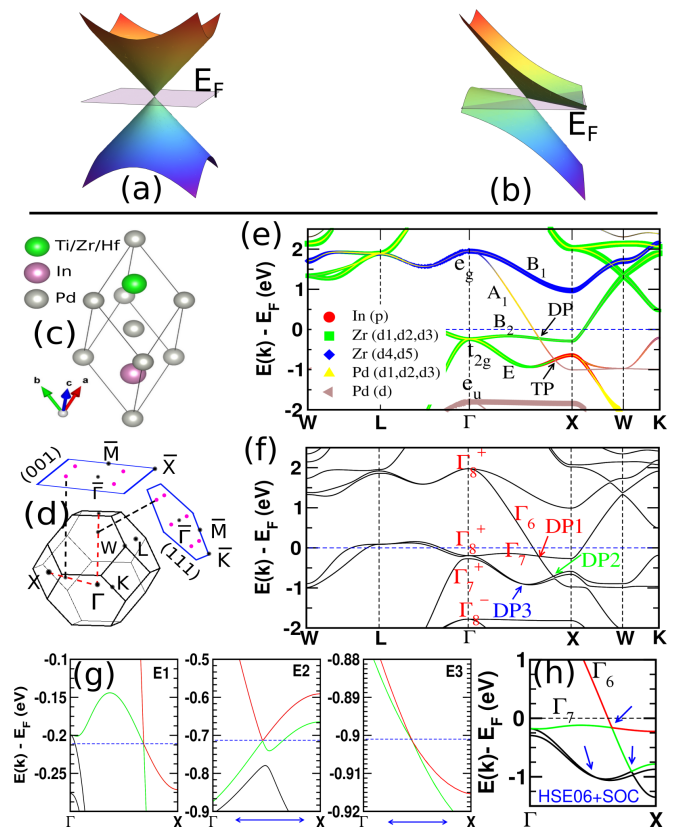 E_F
E_F
(a)
(b)
Ti/Zr/Hf
In
Pd
(c)
b
c
a
(e)
E(k) - E_F (eV)
2
1
0
-1
-2
e_g
B_1
A_1
DP
B_2
t_2g
E
TP
e_u
In (p)
Zr (d1,d2,d3)
Zr (d4,d5)
Pd (d1,d2,d3)
Pd (d)
W
L
Γ
X
W
K
(001)
M̅
X̅
Γ̅
(d)
(111)
Γ̅
M̅
K̅
W
L
X
K
Γ
(f)
E(k) - E_F (eV)
2
1
0
-1
-2
Γ_8^+
Γ_6
Γ_8^+
Γ_7
DP1
Γ_7^+
DP2
Γ_8^-
DP3
W
L
Γ
X
W
K
(g)
E(k) - E_F (eV)
-0.1
-0.15
-0.2
-0.25
E1
Γ
X
-0.5
-0.6
-0.7
-0.8
-0.9
E2
X
-0.88
-0.89
-0.9
-0.91
-0.92
E3
X
(h)
E(k)- E_F (eV)
0
-1
Γ_6
Γ_7
HSE06+SOC
Γ
X